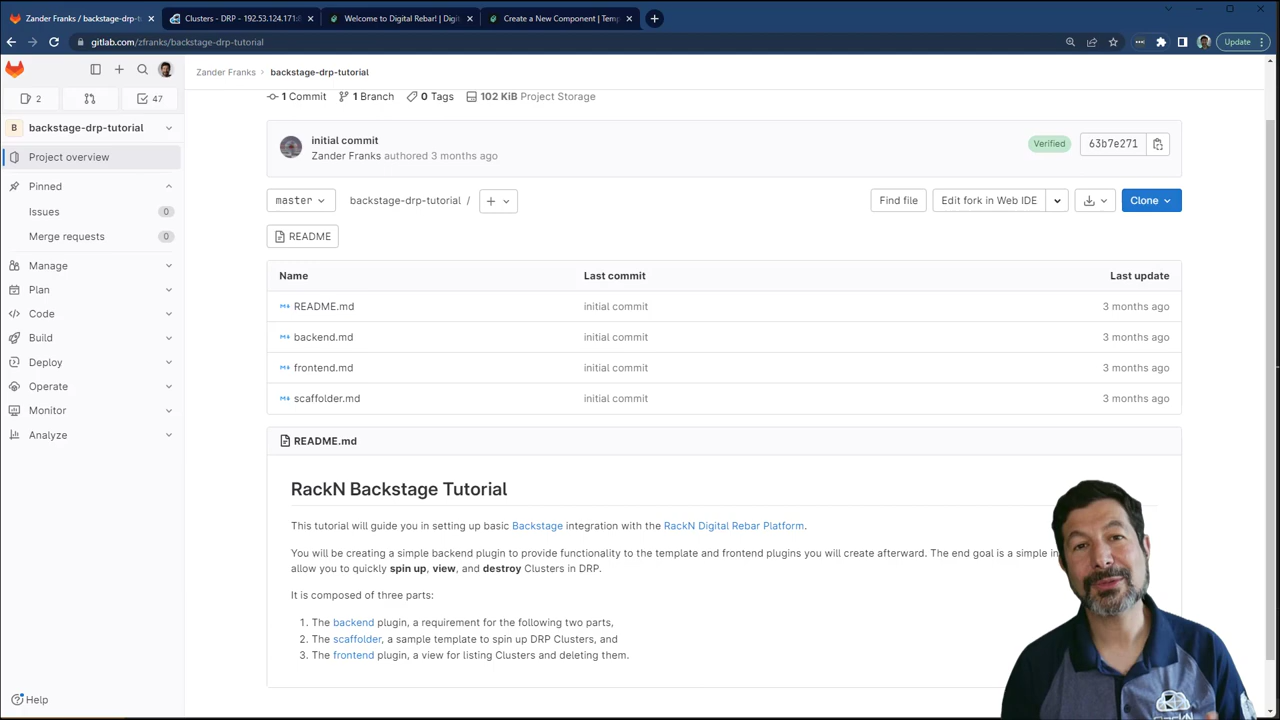 Zander Franks / backstage-drp-t
Clusters - DRP - 192.53.124.171:
Welcome to Digital Rebar! | Digit
Create a New Component | Temp
gitlab.com/zfranks/backstage-drp-tutorial
Update
2
47
Zander Franks
backstage-drp-tutorial
B
backstage-drp-tutorial
Project overview
Pinned
Issues 0
Merge requests 0
Manage
Plan
Code
Build
Deploy
Operate
Monitor
Analyze
Help
1 Commit 1 Branch 0 Tags 102 KiB Project Storage
initial commit
Zander Franks authored 3 months ago
Verified
63b7e271
master
backstage-drp-tutorial /
Find file
Edit fork in Web IDE
Clone
README
Name Last commit Last update
README.md initial commit 3 months ago
backend.md initial commit 3 months ago
frontend.md initial commit 3 months ago
scaffolder.md initial commit 3 months ago
README.md
RackN Backstage Tutorial
This tutorial will guide you in setting up basic Backstage integration with the RackN Digital Rebar Platform.
You will be creating a simple backend plugin to provide functionality to the template and frontend plugins you will create afterward. The end goal is a simple in
allow you to quickly spin up, view, and destroy Clusters in DRP.
It is composed of three parts:
1. The backend plugin, a requirement for the following two parts,
2. The scaffolder, a sample template to spin up DRP Clusters, and
3. The frontend plugin, a view for listing Clusters and deleting them.